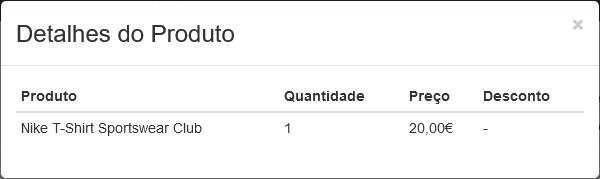 Detalhes do Produto ×
Produto Quantidade Preço Desconto
Nike T-Shirt Sportswear Club 1 20,00€ -